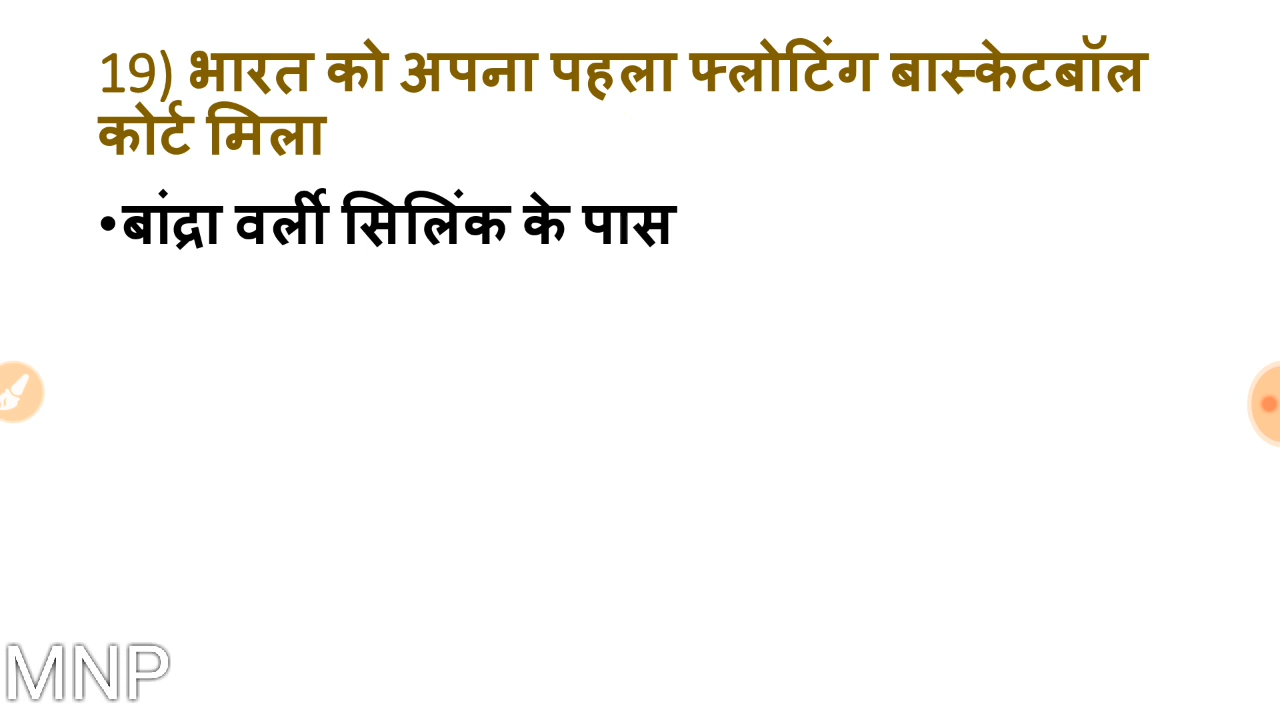 19) भारत को अपना पहला फ्लोटिंग बास्केटबॉल
कोर्ट मिला
•बांद्रा वर्ली सिलिंक के पास
MNP